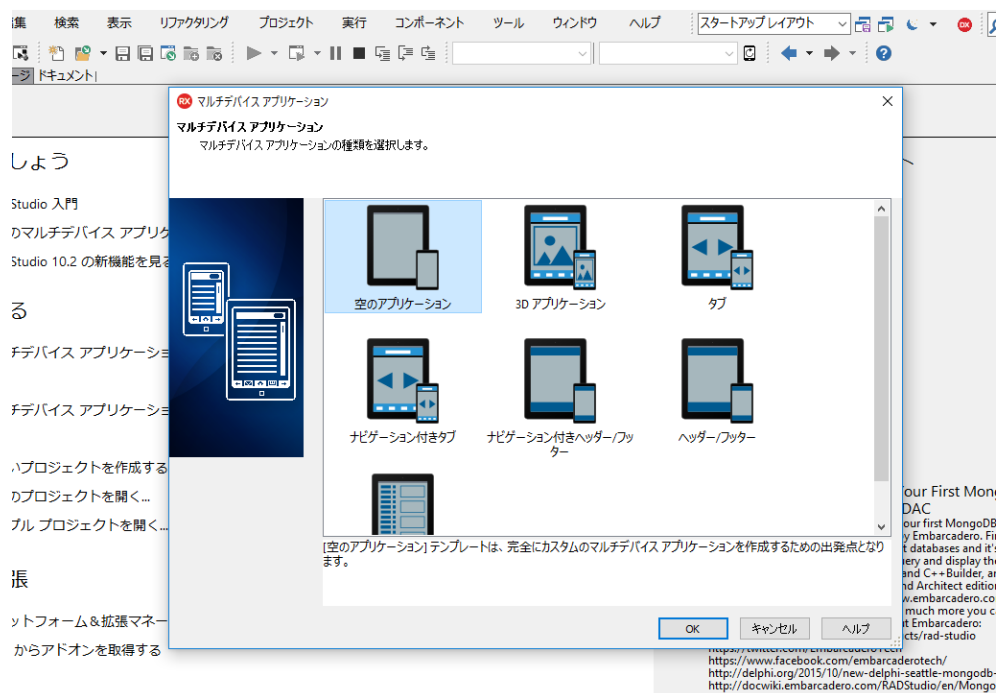 集 検索 表示 リファクタリング プロジェクト 実行 コンポーネント ツール ウィンドウ ヘルプ スタートアップ レイアウト
DX
ージ ドキュメント
しょう
Studio 入門
のマルチデバイス アプリケ
Studio 10.2 の新機能を見る
る
チデバイス アプリケーショ
チデバイス アプリケーショ
いプロジェクトを作成する
のプロジェクトを開く...
プル プロジェクトを開く...
張
ットフォーム＆拡張マネー
からアドオンを取得する
RX マルチデバイス アプリケーション
マルチデバイス アプリケーション
マルチデバイス アプリケーションの種類を選択します。
空のアプリケーション 3D アプリケーション タブ
ナビゲーション付きタブ ナビゲーション付きヘッダー/フッ ヘッダー/フッター
ター
[空のアプリケーション] テンプレートは、完全にカスタムのマルチデバイス アプリケーションを作成するための出発点となり
ます。
OK キャンセル ヘルプ
Your First Mon
DAC
our first MongoDB
by Embarcadero. Fi
t databases and it's
ery and display the
and C++Builder, a
nd Architect edition
w.embarcadero.co
much more you c
t Embarcadero:
cts/rad-studio
https://twitter.com/EmbarcaderoTech
https://www.facebook.com/embarcaderotech/
http://delphi.org/2015/10/new-delphi-seattle-mongodb-
http://docwiki.embarcadero.com/RADStudio/en/Mongo